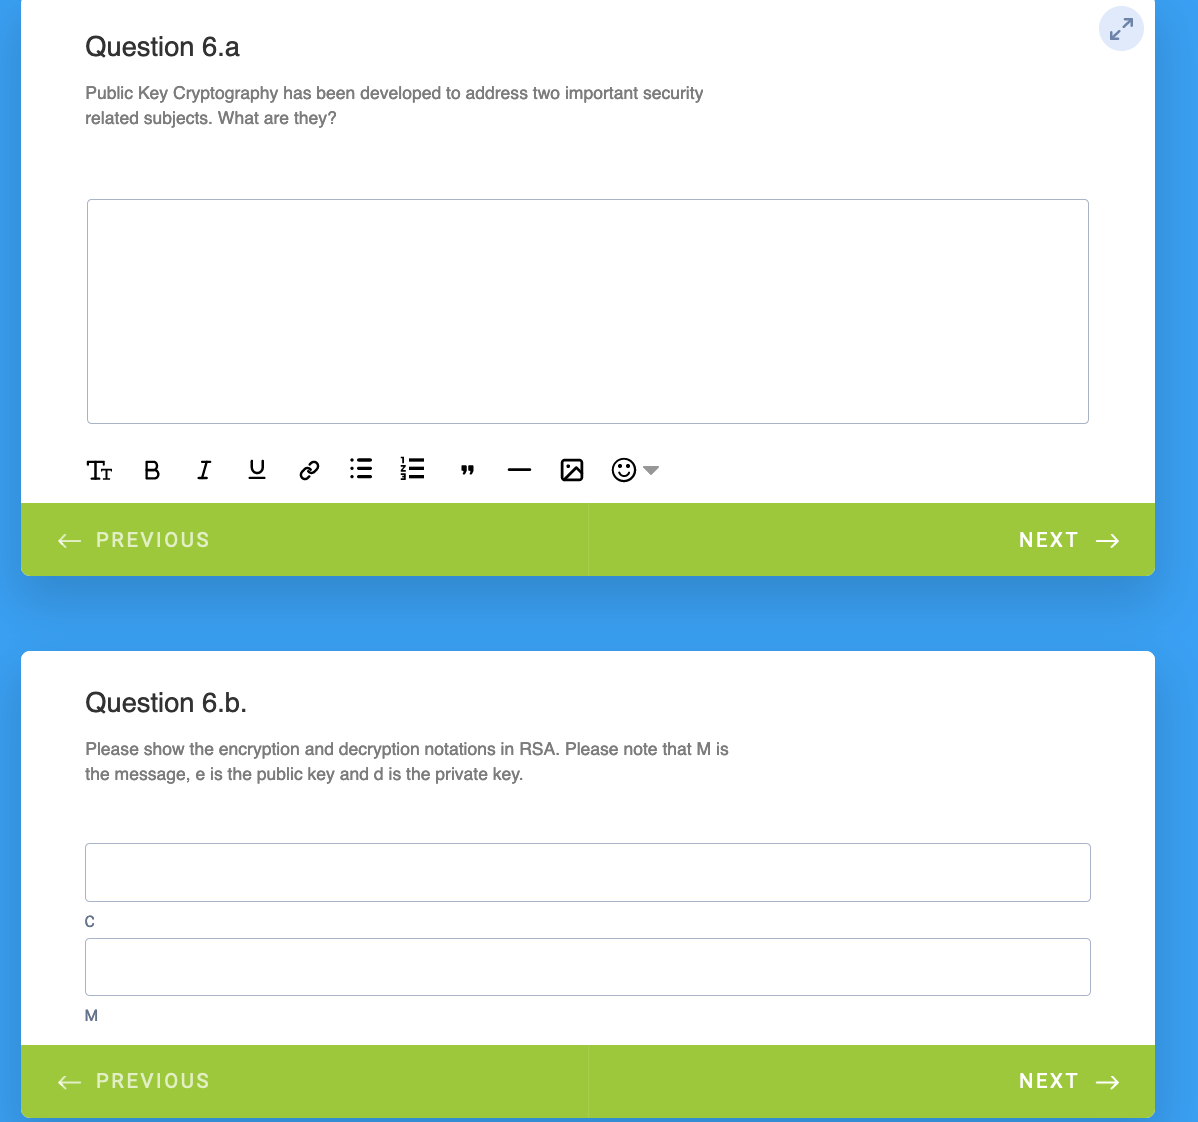 Question 6.a
Public Key Cryptography has been developed to address two important security
related subjects. What are they?
PREVIOUS
NEXT
Question 6.b.
Please show the encryption and decryption notations in RSA. Please note that M is
the message, e is the public key and d is the private key.
C
M
PREVIOUS
NEXT